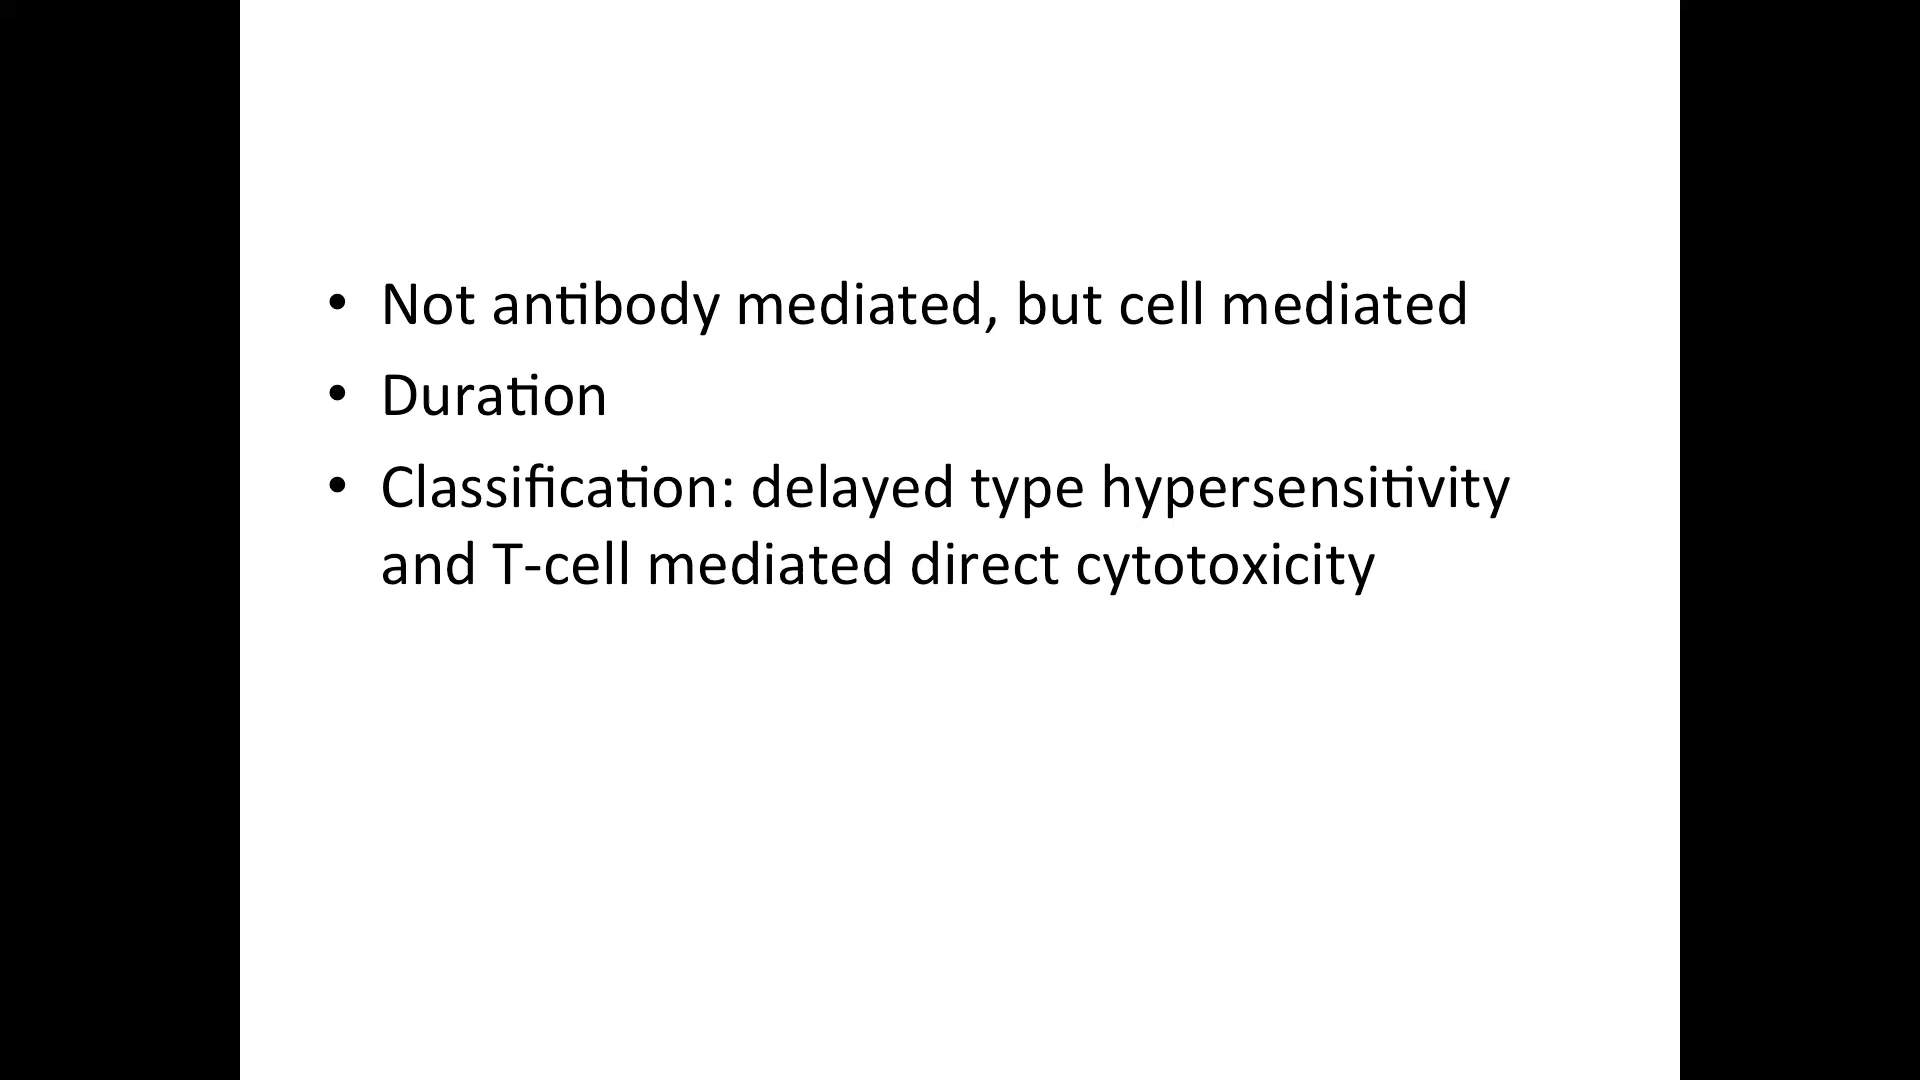 • Not antibody mediated, but cell mediated
• Duration
• Classification: delayed type hypersensitivity
and T-cell mediated direct cytotoxicity